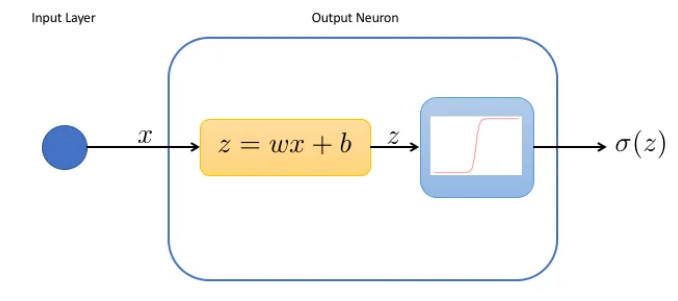 Input Layer
Output Neuron
x
z = wx + b
z
σ(z)